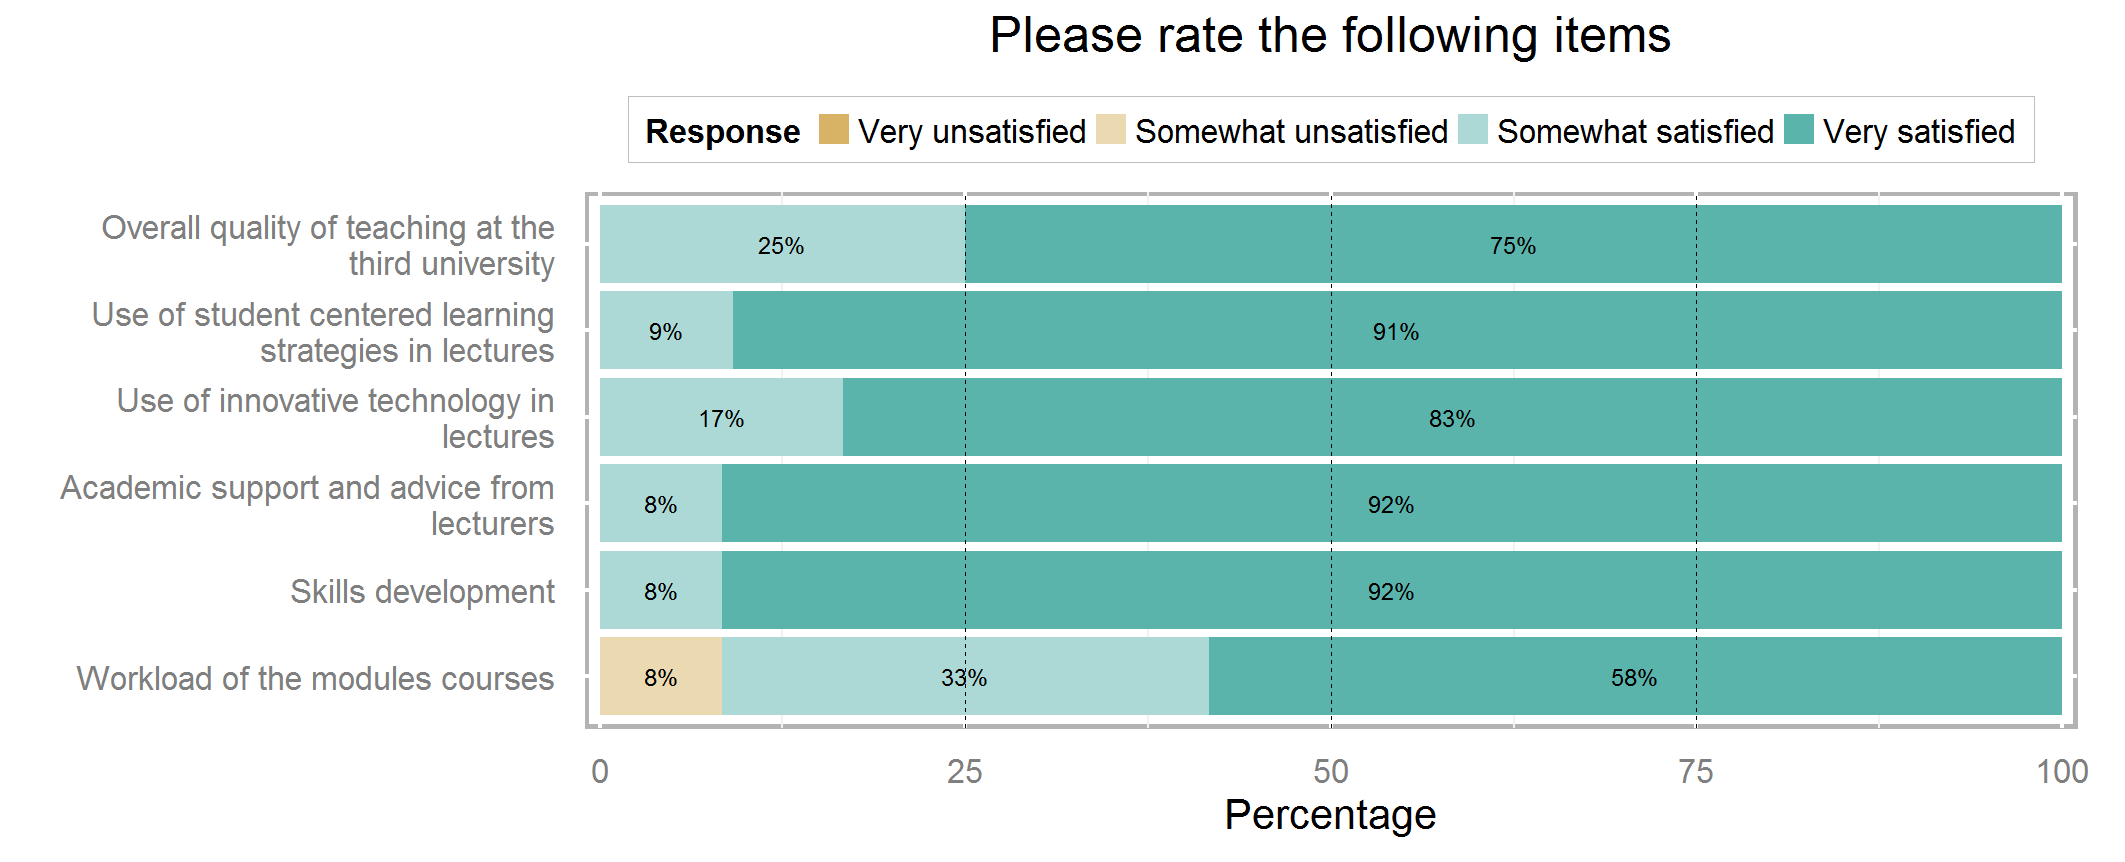 Please rate the following items
Response Very unsatisfied Somewhat unsatisfied Somewhat satisfied Very satisfied
Overall quality of teaching at the
third university
25% 75%
Use of student centered learning
strategies in lectures
9% 91%
Use of innovative technology in
lectures
17% 83%
Academic support and advice from
lecturers
8% 92%
Skills development
8% 92%
Workload of the modules courses
8% 33% 58%
0 25 50 75 100
Percentage